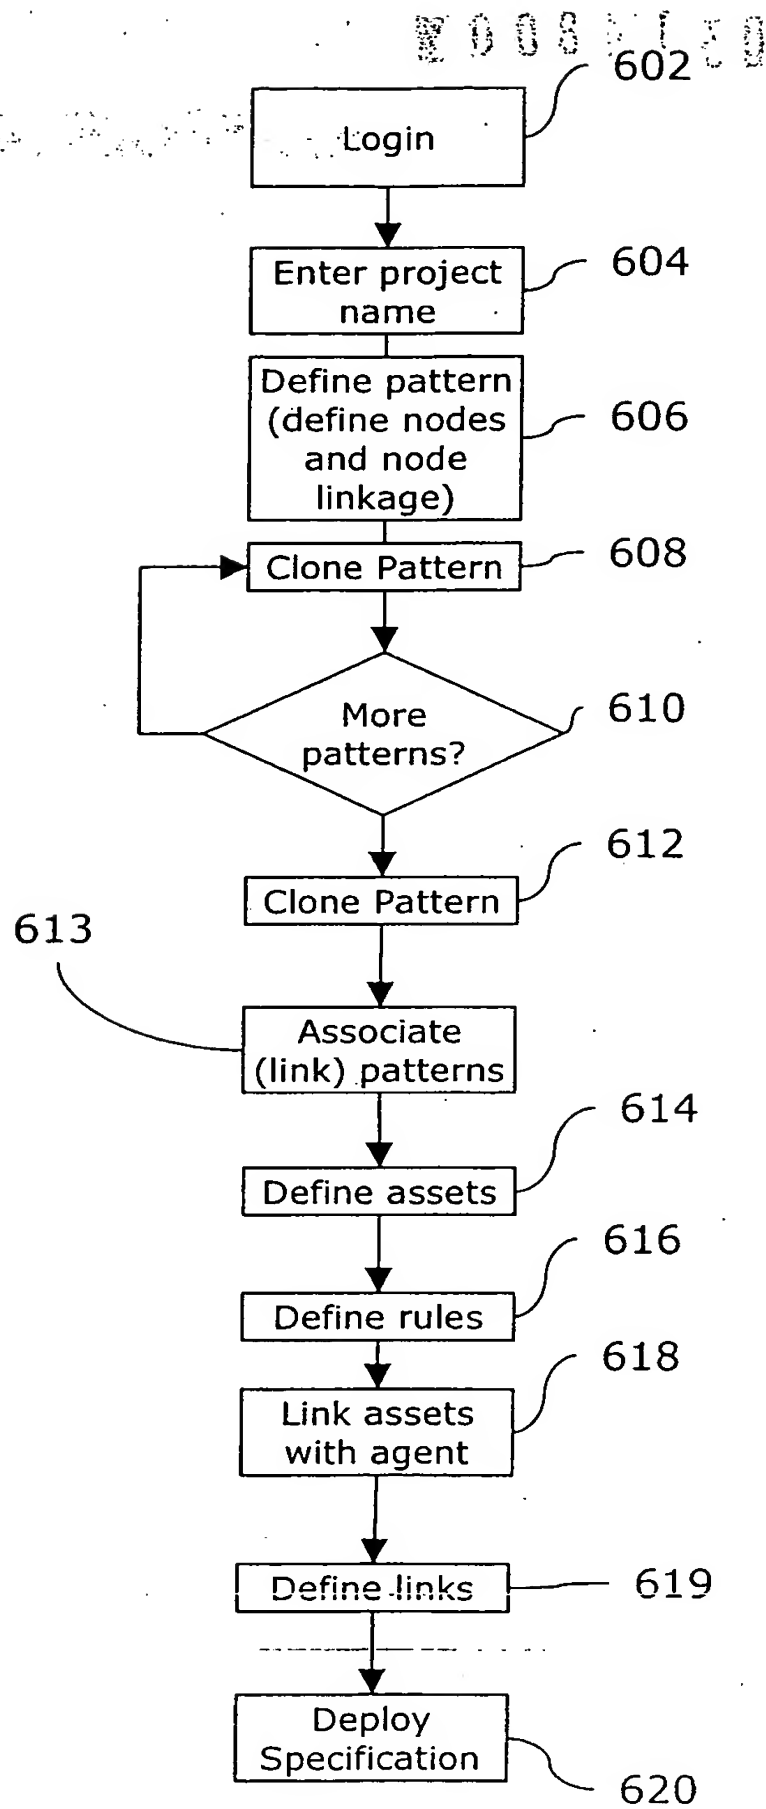 602
Login
Enter project
name
604
Define pattern
(define nodes
and node
linkage)
606
Clone Pattern
608
More
patterns?
610
612
Clone Pattern
613
Associate
(link) patterns
614
Define assets
616
Define rules
618
Link assets
with agent
Define links
619
Deploy
Specification
620